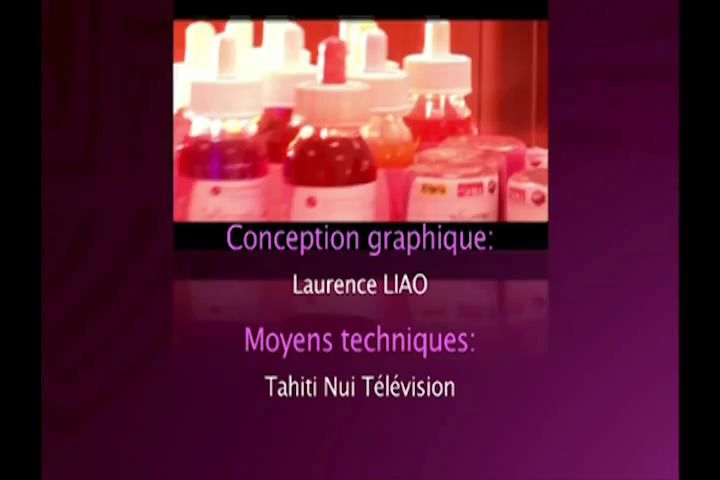 Conception graphique:
Laurence LIAO
Moyens techniques:
Tahiti Nui Télévision